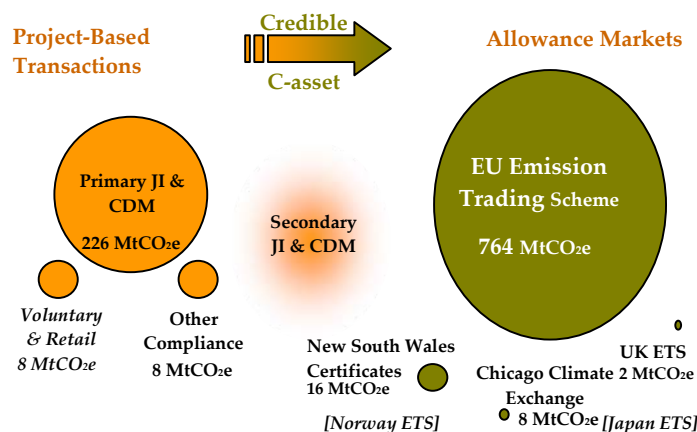 Project-Based
Transactions
Credible
C-asset
Allowance Markets
Primary JI &
CDM
226 MtCO2e
Voluntary
& Retail
8 MtCO2e
Other
Compliance
8 MtCO2e
Secondary
JI & CDM
EU Emission
Trading Scheme
764 MtCO2e
New South Wales
Certificates
16 MtCO2e
[Norway ETS]
UK ETS
2 MtCO2e
Chicago Climate
Exchange
8 MtCO2e
[Japan ETS]